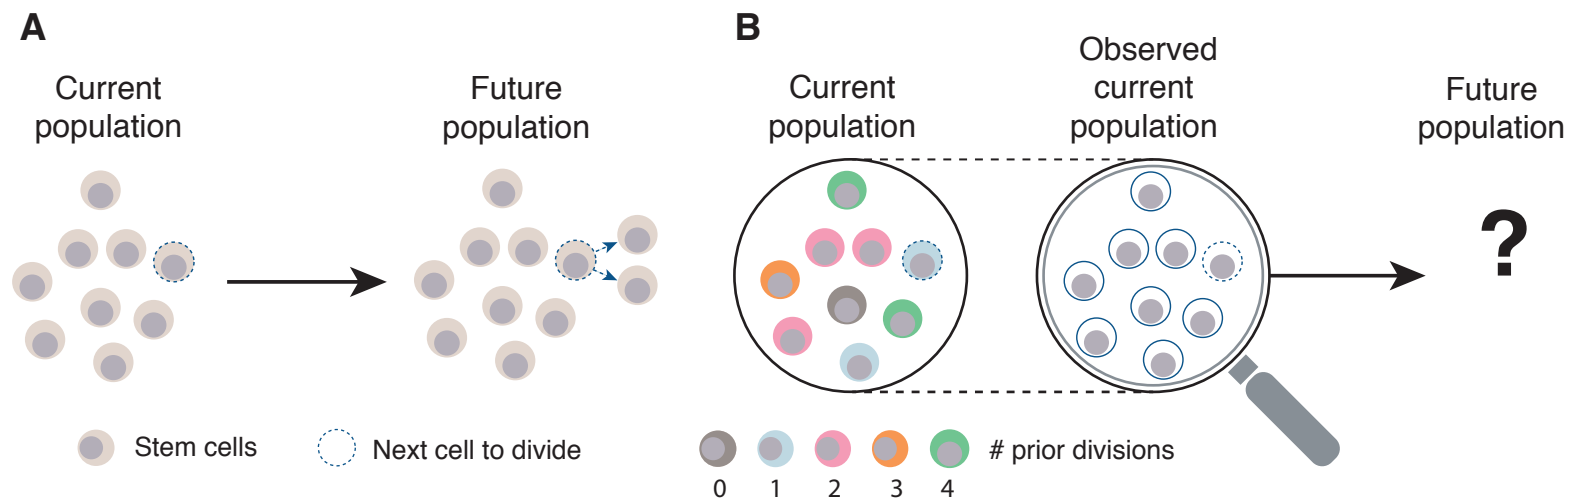 A
Current
population
Future
population
Stem cells
Next cell to divide
B
Current
population
Observed
current
population
Future
population
?
# prior divisions
0 1 2 3 4